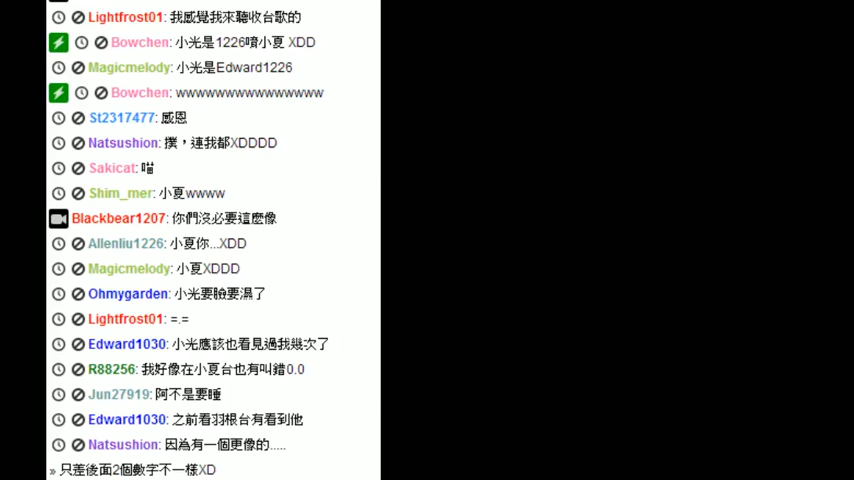 Lightfrost01: 我感覺我來聽收台歌的
Bowchen: 小光是1226唷小夏 XDD
Magicmelody: 小光是Edward1226
Bowchen: wwwwwwwwwwwwwww
St2317477: 感恩
Natsushion: 撲，連我都XDDDD
Sakicat: 喵
Shim_mer: 小夏wwww
Blackbear1207: 你們沒必要這麼像
Allenliu1226: 小夏你...XDD
Magicmelody: 小夏XDDD
Ohmygarden: 小光要臉要濕了
Lightfrost01: =.=
Edward1030: 小光應該也看見過我幾次了
R88256: 我好像在小夏台也有叫錯0.0
Jun27919: 阿不是要睡
Edward1030: 之前看羽根台有看到他
Natsushion: 因為有一個更像的.....
» 只差後面2個數字不一樣XD